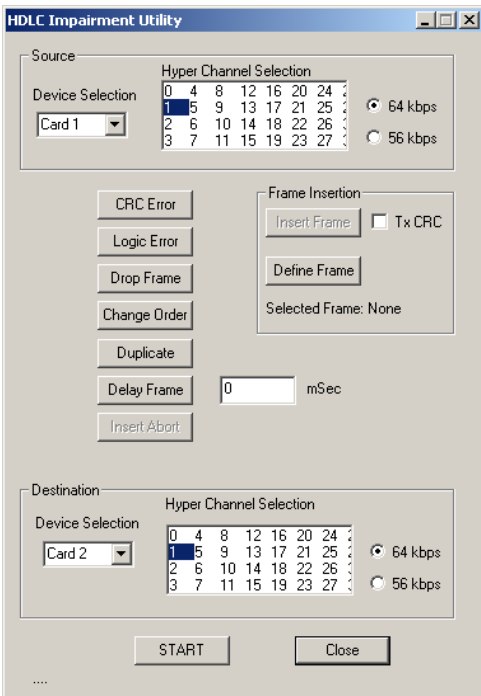 HDLC Impairment Utility
Source
Hyper Channel Selection
Device Selection
Card 1
0 4 8 12 16 20 24
1 5 9 13 17 21 25
2 6 10 14 18 22 26
3 7 11 15 19 23 27
64 kbps
56 kbps
CRC Error
Logic Error
Drop Frame
Change Order
Duplicate
Delay Frame
0 mSec
Insert Abort
Frame Insertion
Insert Frame
Tx CRC
Define Frame
Selected Frame: None
Destination
Hyper Channel Selection
Device Selection
Card 2
0 4 8 12 16 20 24
1 5 9 13 17 21 25
2 6 10 14 18 22 26
3 7 11 15 19 23 27
64 kbps
56 kbps
START
Close
....